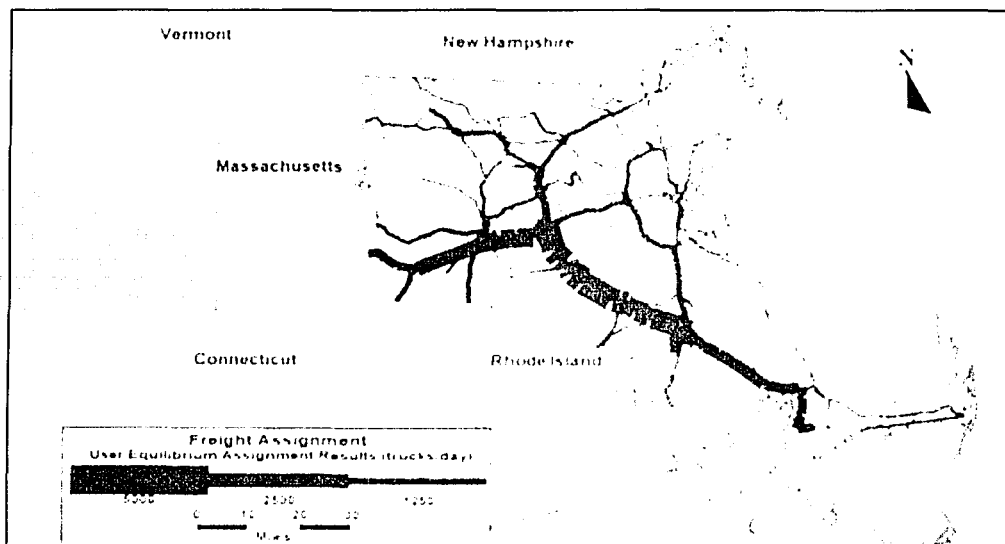 Vermont
New Hampshire
N
Massachusetts
Connecticut
Rhode Island
Freight Assignment
User Equilibrium Assignment Results (trucks/day)
5000 2500 1250
0 10 20 30
Miles